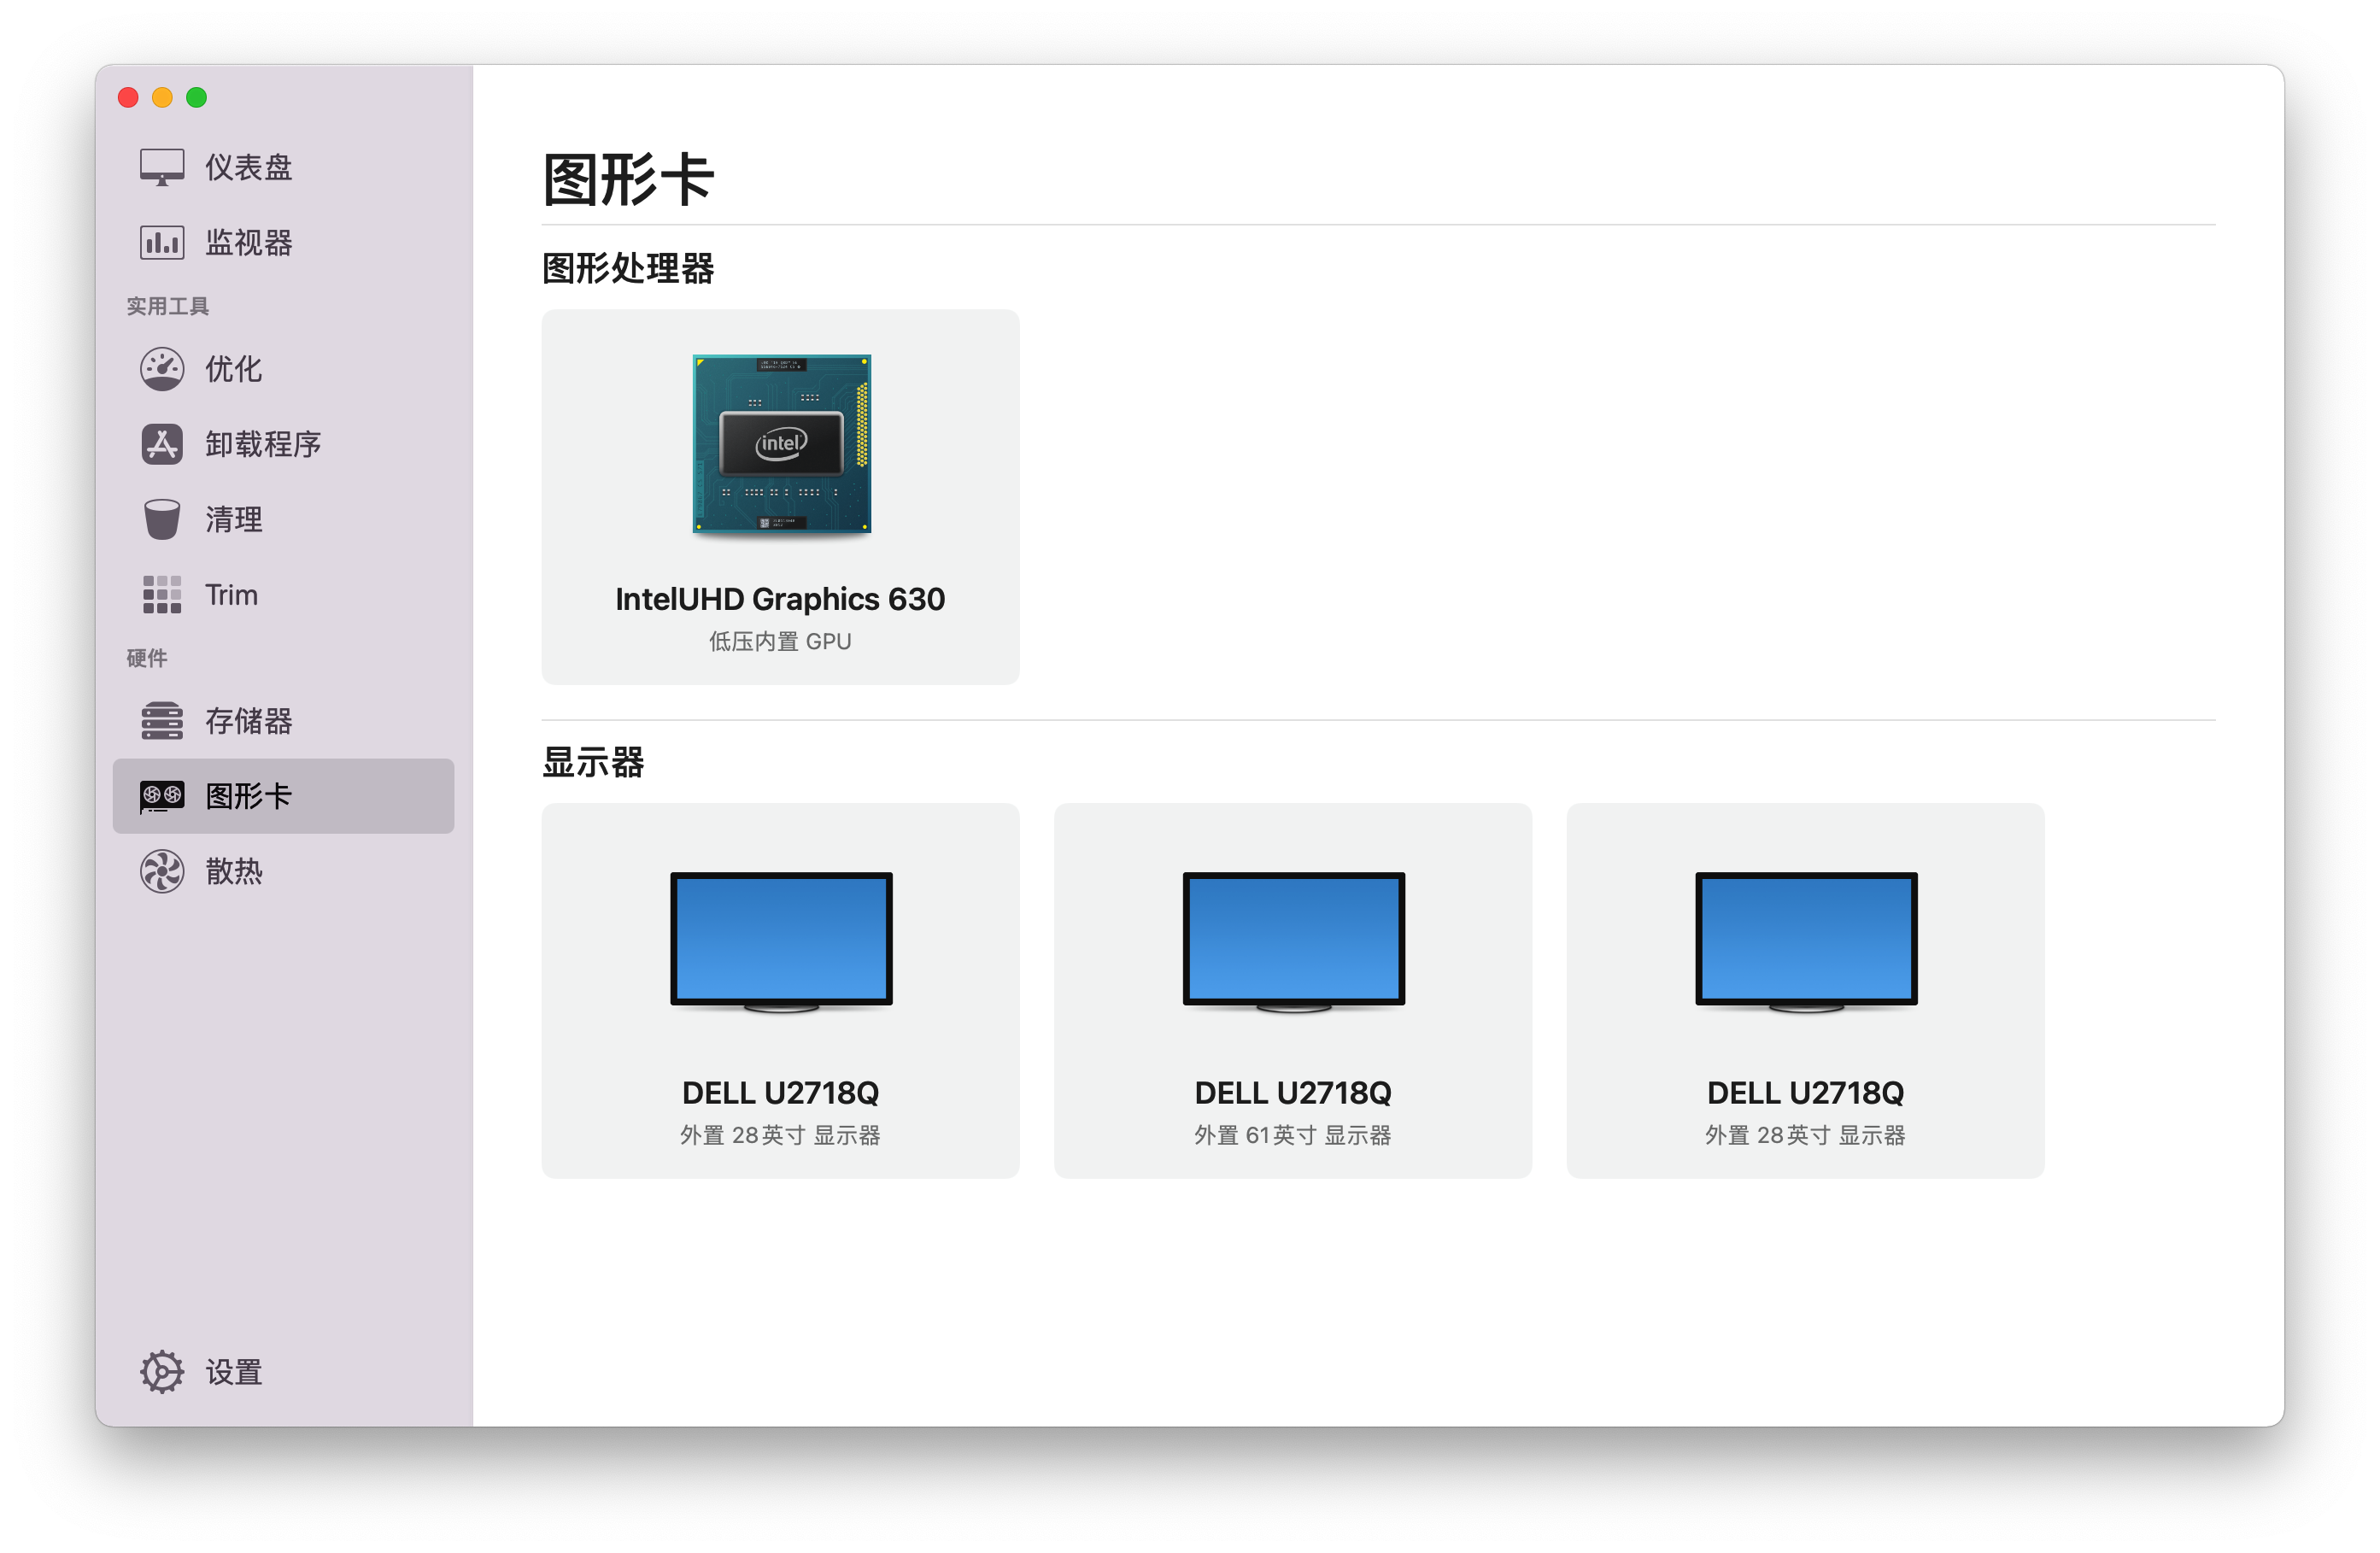 仪表盘
监视器
实用工具
优化
卸载程序
清理
Trim
硬件
存储器
图形卡
散热
设置
图形卡
图形处理器
intel
IntelUHD Graphics 630
低压内置 GPU
显示器
DELL U2718Q
外置 28英寸 显示器
DELL U2718Q
外置 61英寸 显示器
DELL U2718Q
外置 28英寸 显示器